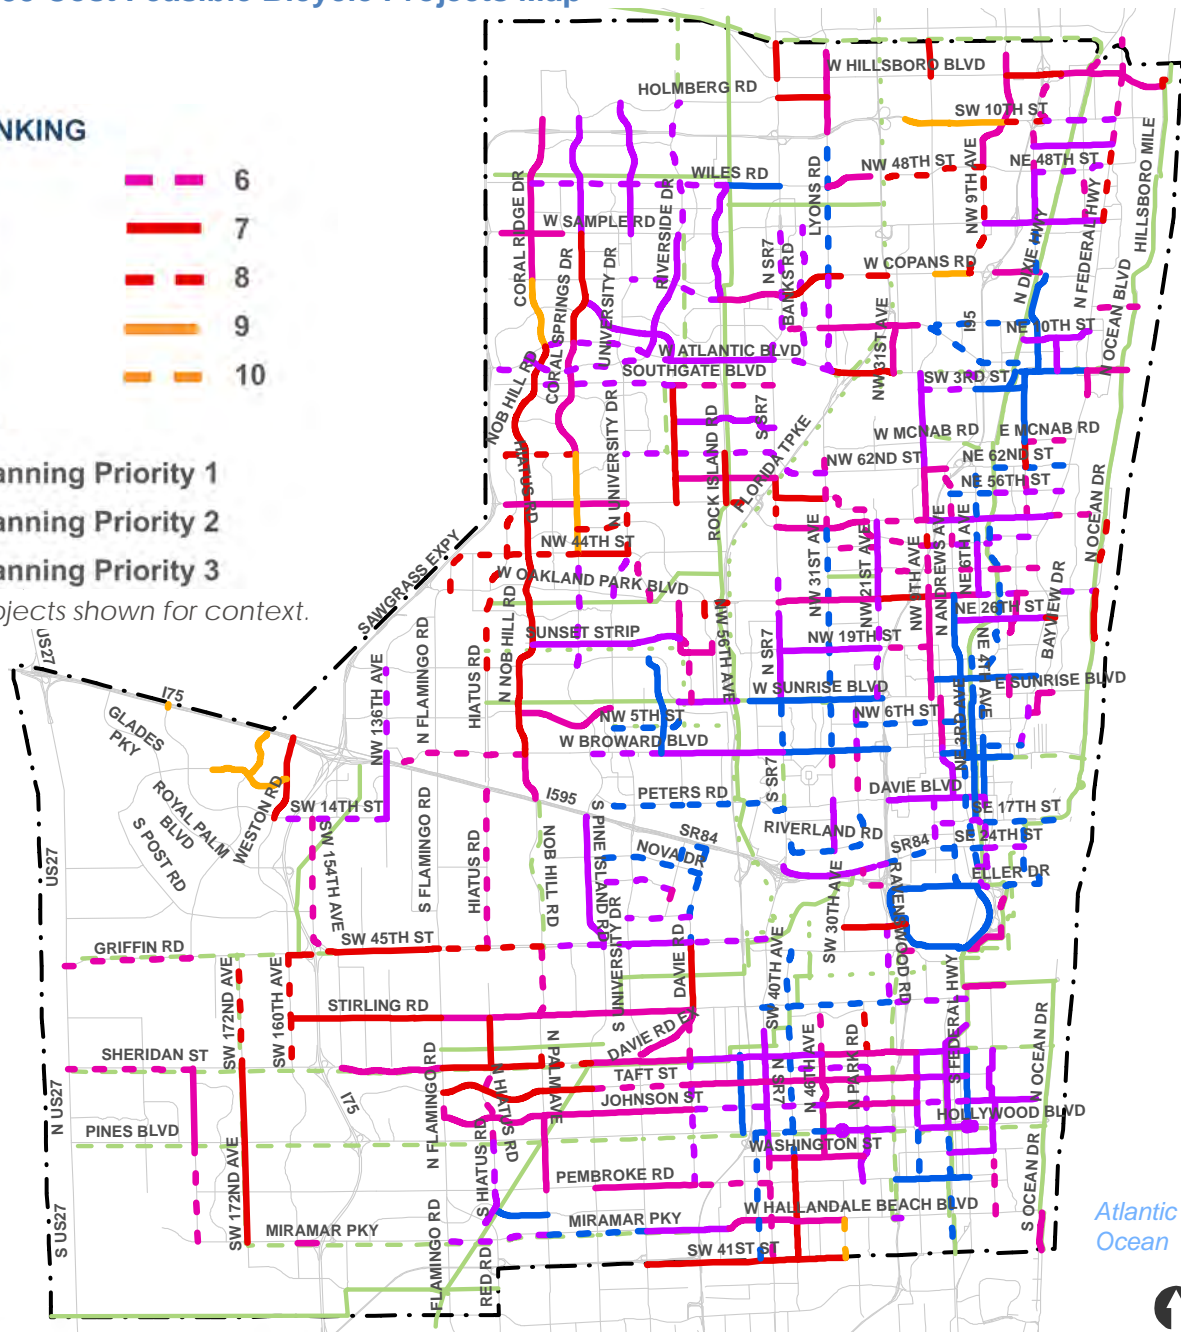 Cost Feasible Bicycle Projects Map
NKING
6
7
8
9
10
anning Priority 1
anning Priority 2
anning Priority 3
ojects shown for context.
HOLMBERG RD
W HILLSBORO BLVD
SW 10TH ST
WILES RD
NW 48TH ST
NE 48TH ST
W SAMPLE RD
W COPANS RD
CORAL RIDGE DR
CORAL SPRINGS DR
UNIVERSITY DR
RIVERSIDE DR
LYONS RD
N SR7
BANKS RD
NW 31ST AVE
NW 9TH AVE
I95
N DIXIE HWY
N FEDERAL HWY
HILLSBORO MILE
N OCEAN BLVD
NE 10TH ST
W ATLANTIC BLVD
SOUTHGATE BLVD
SW 3RD ST
NOB HILL RD
HIATUS RD
N UNIVERSITY DR
ROCK ISLAND RD
S SR7
FLORIDA TPKE
W MCNAB RD
E MCNAB RD
NW 62ND ST
NE 62ND ST
NE 56TH ST
N OCEAN DR
NW 44TH ST
W OAKLAND PARK BLVD
NW 31ST AVE
NW 21ST AVE
N ANDREWS AVE
NE 6TH AVE
BAYVIEW DR
SAWGRASS EXPY
US27
I75
GLADES
PKY
NW 136TH AVE
N FLAMINGO RD
HIATUS RD
N NOB HILL RD
SUNSET STRIP
NW 56TH AVE
N SR7
NW 19TH ST
NE 26TH ST
NE 4TH AVE
W SUNRISE BLVD
E SUNRISE BLVD
NW 5TH ST
NW 6TH ST
W BROWARD BLVD
ROYAL PALM
BLVD
S POST RD
WESTON RD
SW 14TH ST
I595
PETERS RD
S SR7
DAVIE BLVD
SE 17TH ST
US27
SW 154TH AVE
S FLAMINGO RD
HIATUS RD
NOB HILL RD
S PINE ISLAND RD
SR84
NOVA DR
RIVERLAND RD
SR84
SE 24TH ST
ELLER DR
S UNIVERSITY DR
DAVIE RD
SW 40TH AVE
SW 30TH AVE
RAVENSWOOD RD
GRIFFIN RD
SW 45TH ST
SW 172ND AVE
SW 160TH AVE
STIRLING RD
DAVIE RD EX
S FEDERAL HWY
N OCEAN DR
SHERIDAN ST
TAFT ST
JOHNSON ST
I75
N FLAMINGO RD
N HIATUS RD
N PALM AVE
N SR7
N 46TH AVE
N PARK RD
N US27
PINES BLVD
HOLLYWOOD BLVD
WASHINGTON ST
S HIATUS RD
SW 172ND AVE
PEMBROKE RD
W HALLANDALE BEACH BLVD
S OCEAN DR
S US27
MIRAMAR PKY
MIRAMAR PKY
FLAMINGO RD
RED RD
SW 41ST ST
Atlantic
Ocean